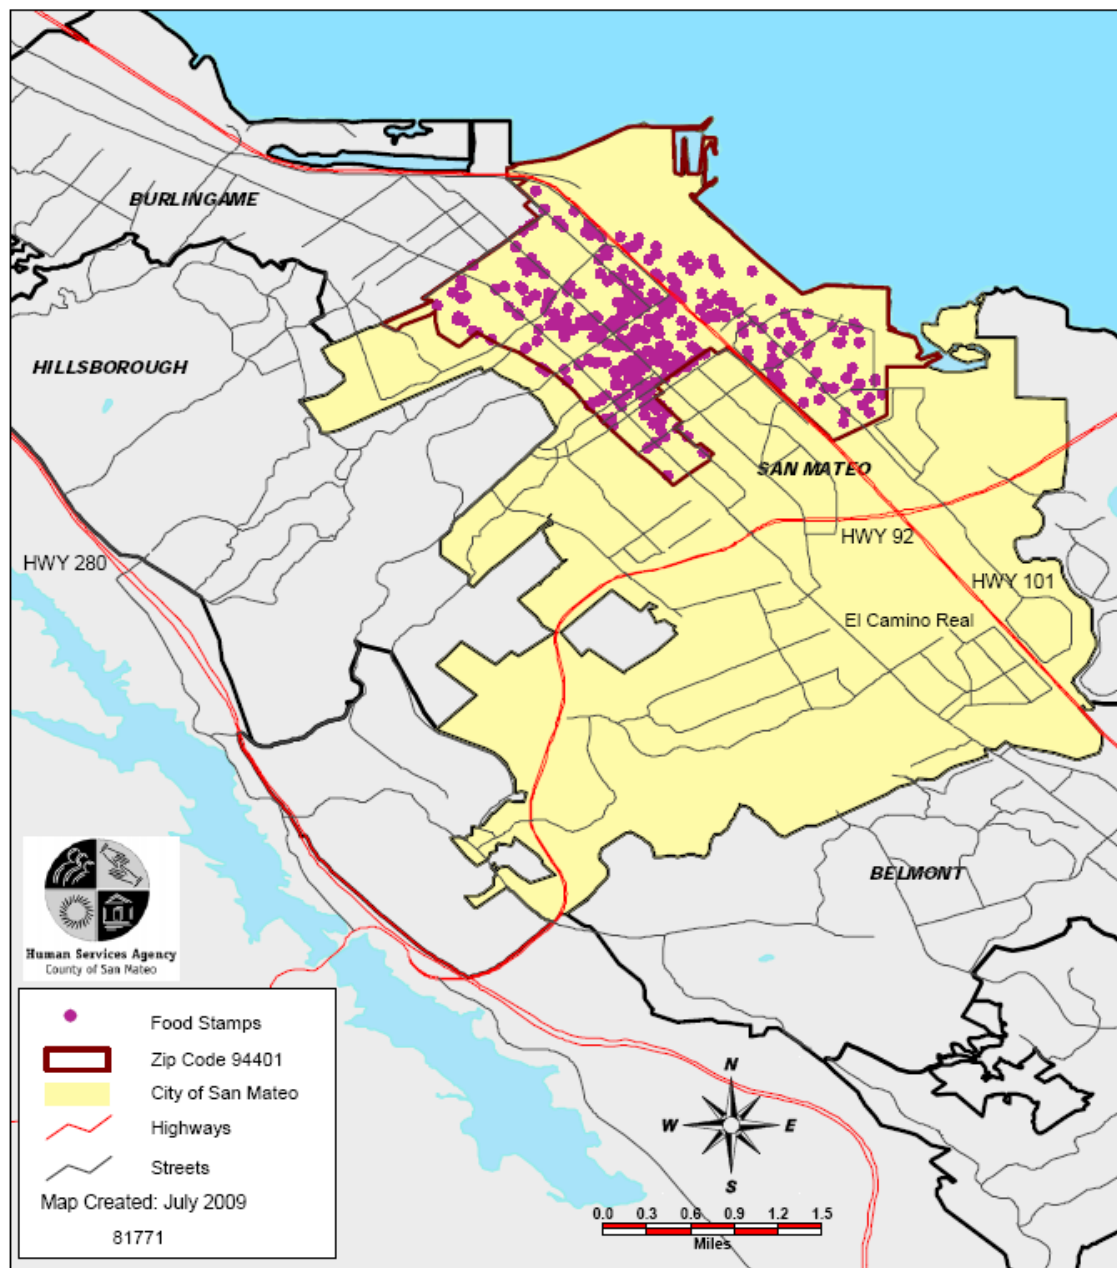 BURLINGAME
HILLSBOROUGH
SAN MATEO
HWY 92
HWY 280
HWY 101
El Camino Real
BELMONT
Human Services Agency
County of San Mateo
Food Stamps
Zip Code 94401
City of San Mateo
Highways
Streets
Map Created: July 2009
81771
N
W E
S
0.0 0.3 0.6 0.9 1.2 1.5
Miles